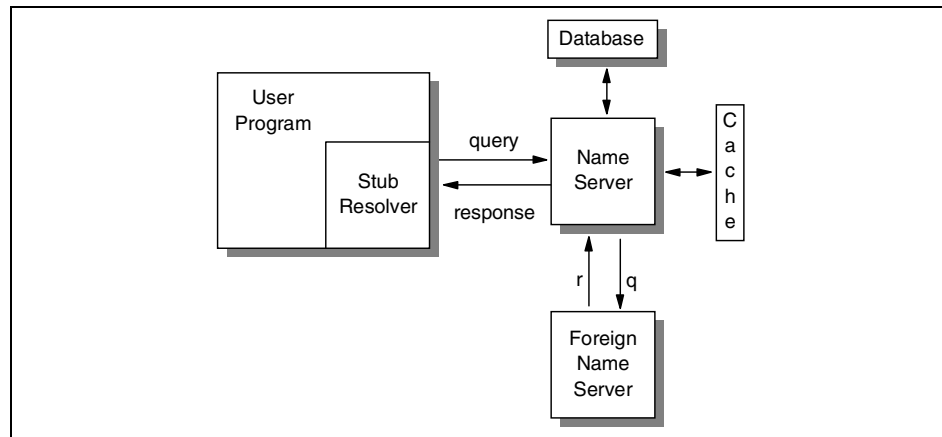 Database
User
Program
query
Name
Server
C
a
c
h
e
Stub
Resolver
response
r
q
Foreign
Name
Server